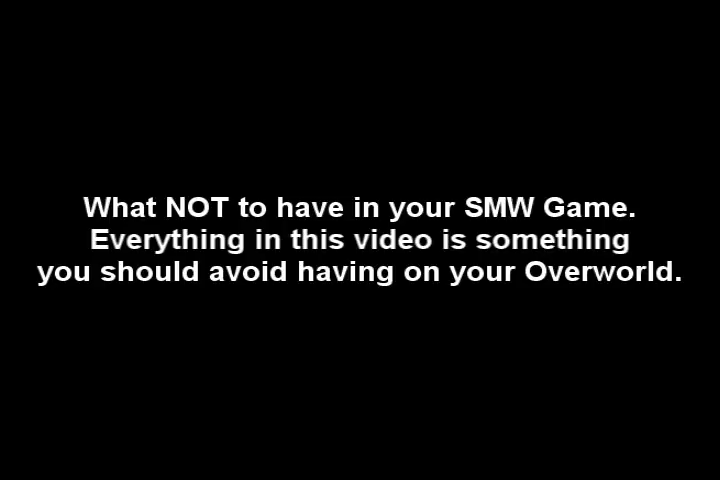 What NOT to have in your SMW Game.
Everything in this video is something
you should avoid having on your Overworld.